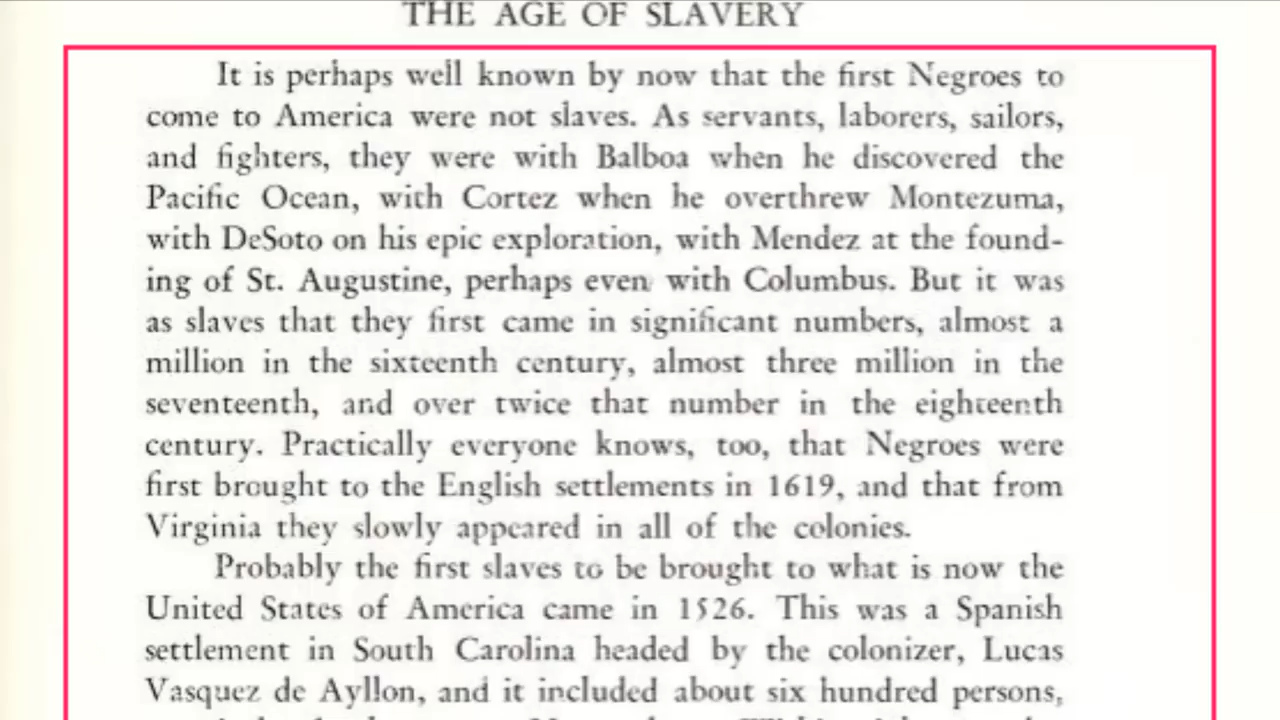 THE AGE OF SLAVERY
It is perhaps well known by now that the first Negroes to
come to America were not slaves. As servants, laborers, sailors,
and fighters, they were with Balboa when he discovered the
Pacific Ocean, with Cortez when he overthrew Montezuma,
with DeSoto on his epic exploration, with Mendez at the found-
ing of St. Augustine, perhaps even with Columbus. But it was
as slaves that they first came in significant numbers, almost a
million in the sixteenth century, almost three million in the
seventeenth, and over twice that number in the eighteenth
century. Practically everyone knows, too, that Negroes were
first brought to the English settlements in 1619, and that from
Virginia they slowly appeared in all of the colonies.
Probably the first slaves to be brought to what is now the
United States of America came in 1526. This was a Spanish
settlement in South Carolina headed by the colonizer, Lucas
Vasquez de Ayllon, and it included about six hundred persons,